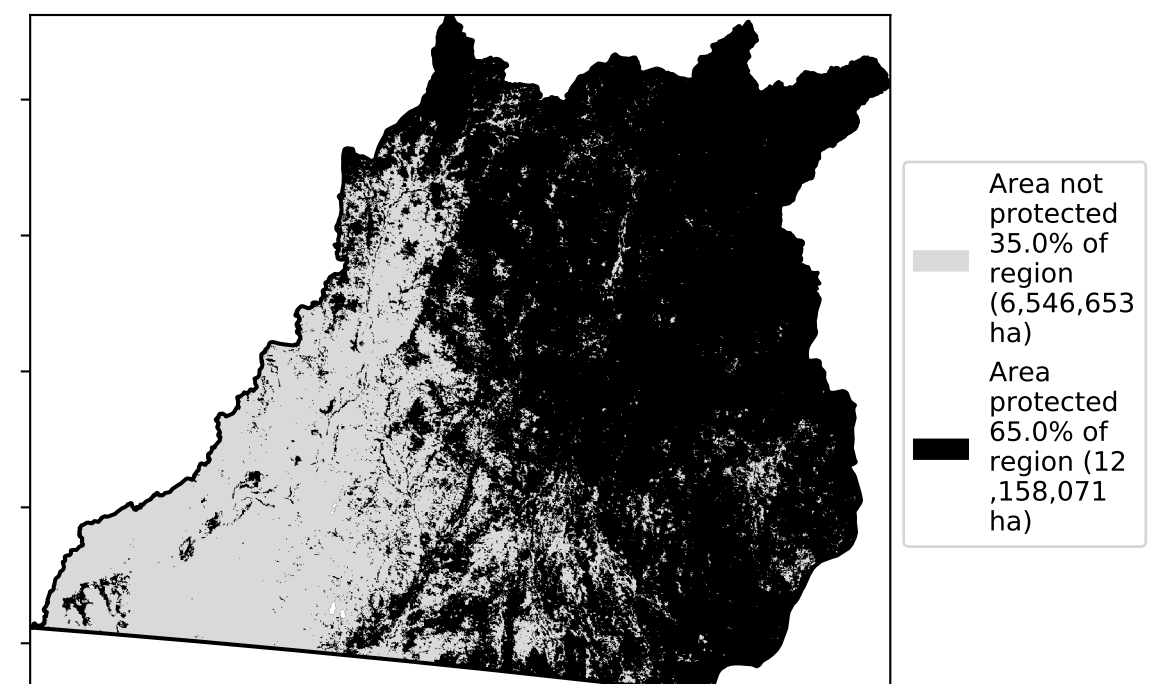 Area not
protected
35.0% of
region
(6,546,653
ha)
Area
protected
65.0% of
region (12
,158,071
ha)